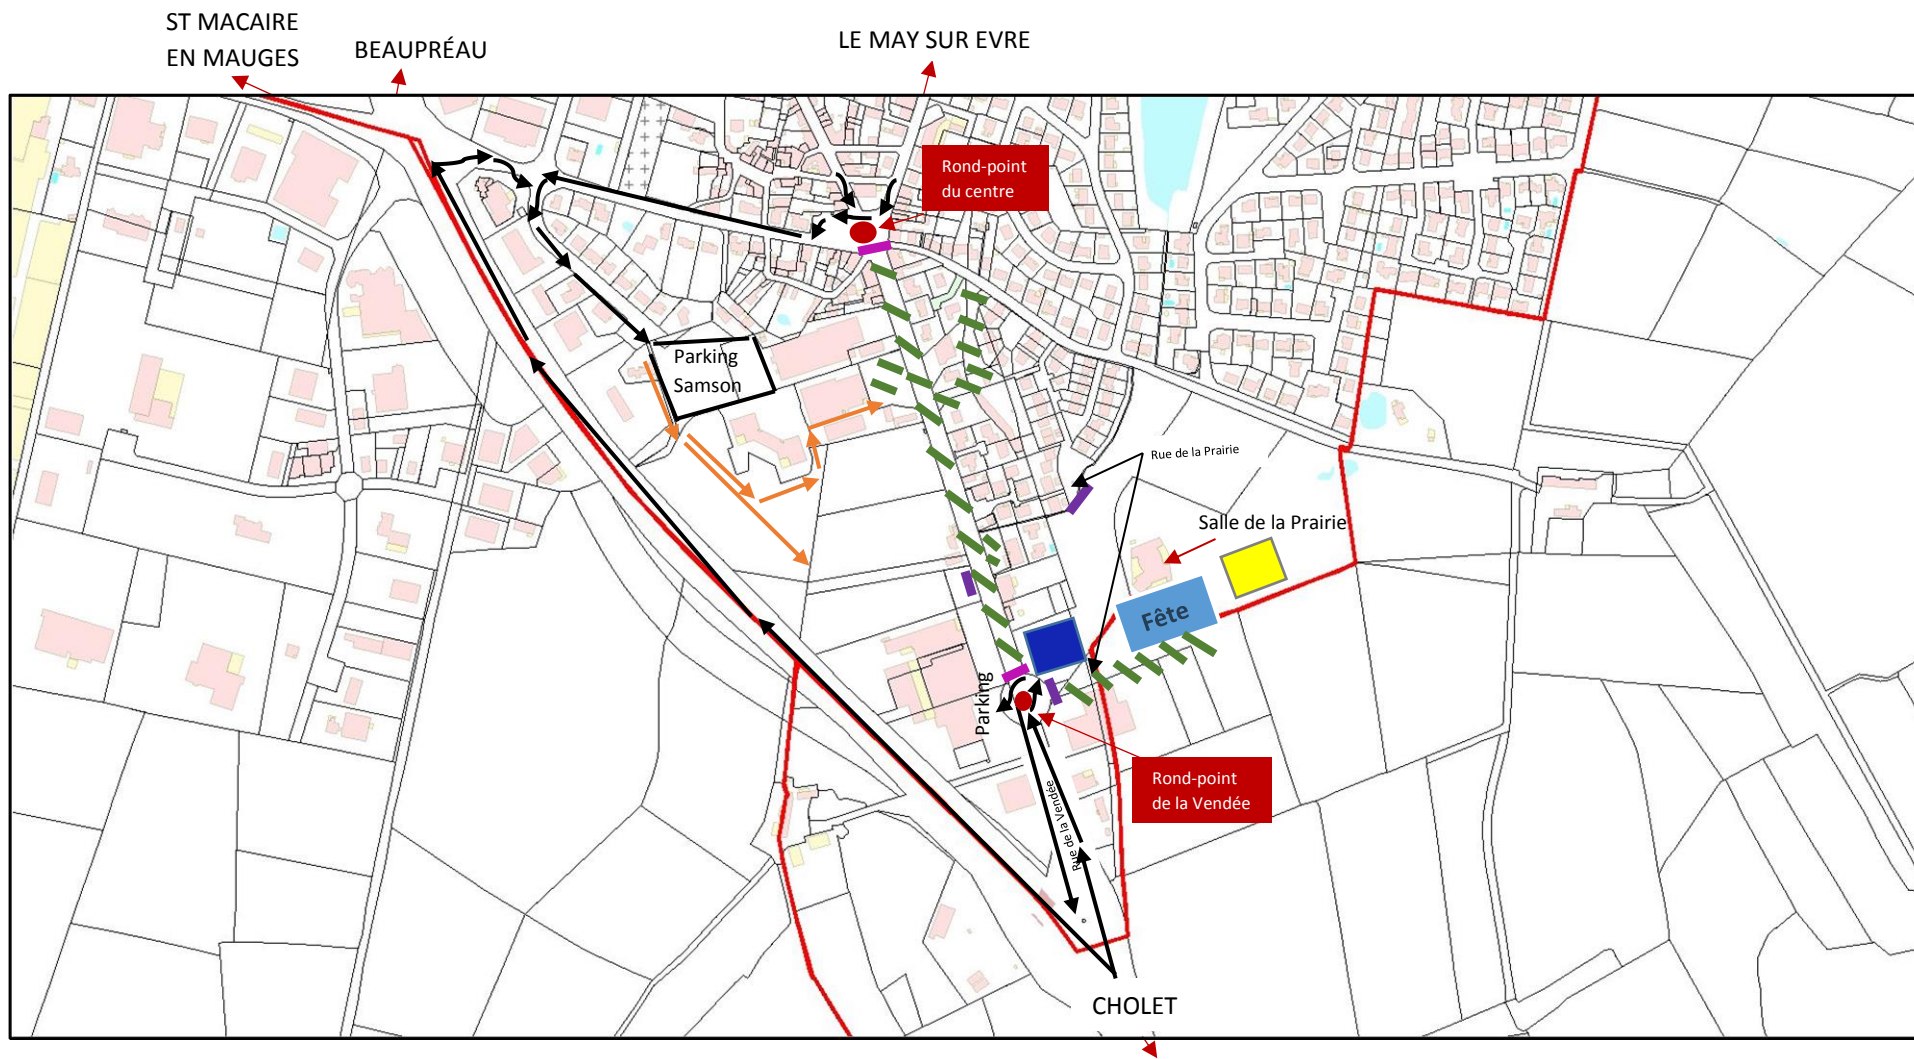 ST MACAIRE
EN MAUGES
BEAUPRÉAU
LE MAY SUR EVRE
Rond-point
du centre
Parking
Samson
Rue de la Prairie
Salle de la Prairie
Fête
Parking
Rond-point
de la Vendée
Rue de la Vendée
CHOLET